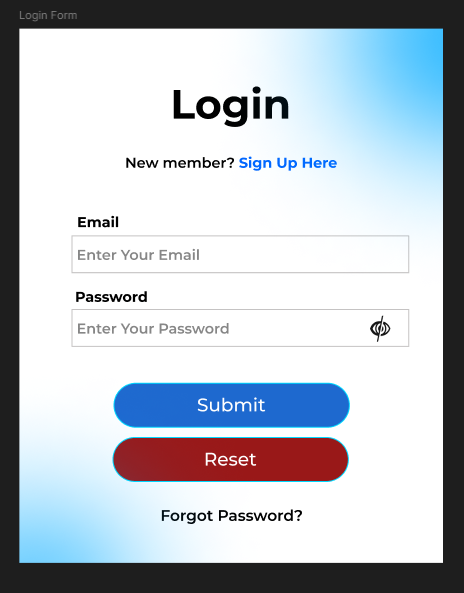 Login Form
Login
New member? Sign Up Here
Email
Enter Your Email
Password
Enter Your Password
Submit
Reset
Forgot Password?